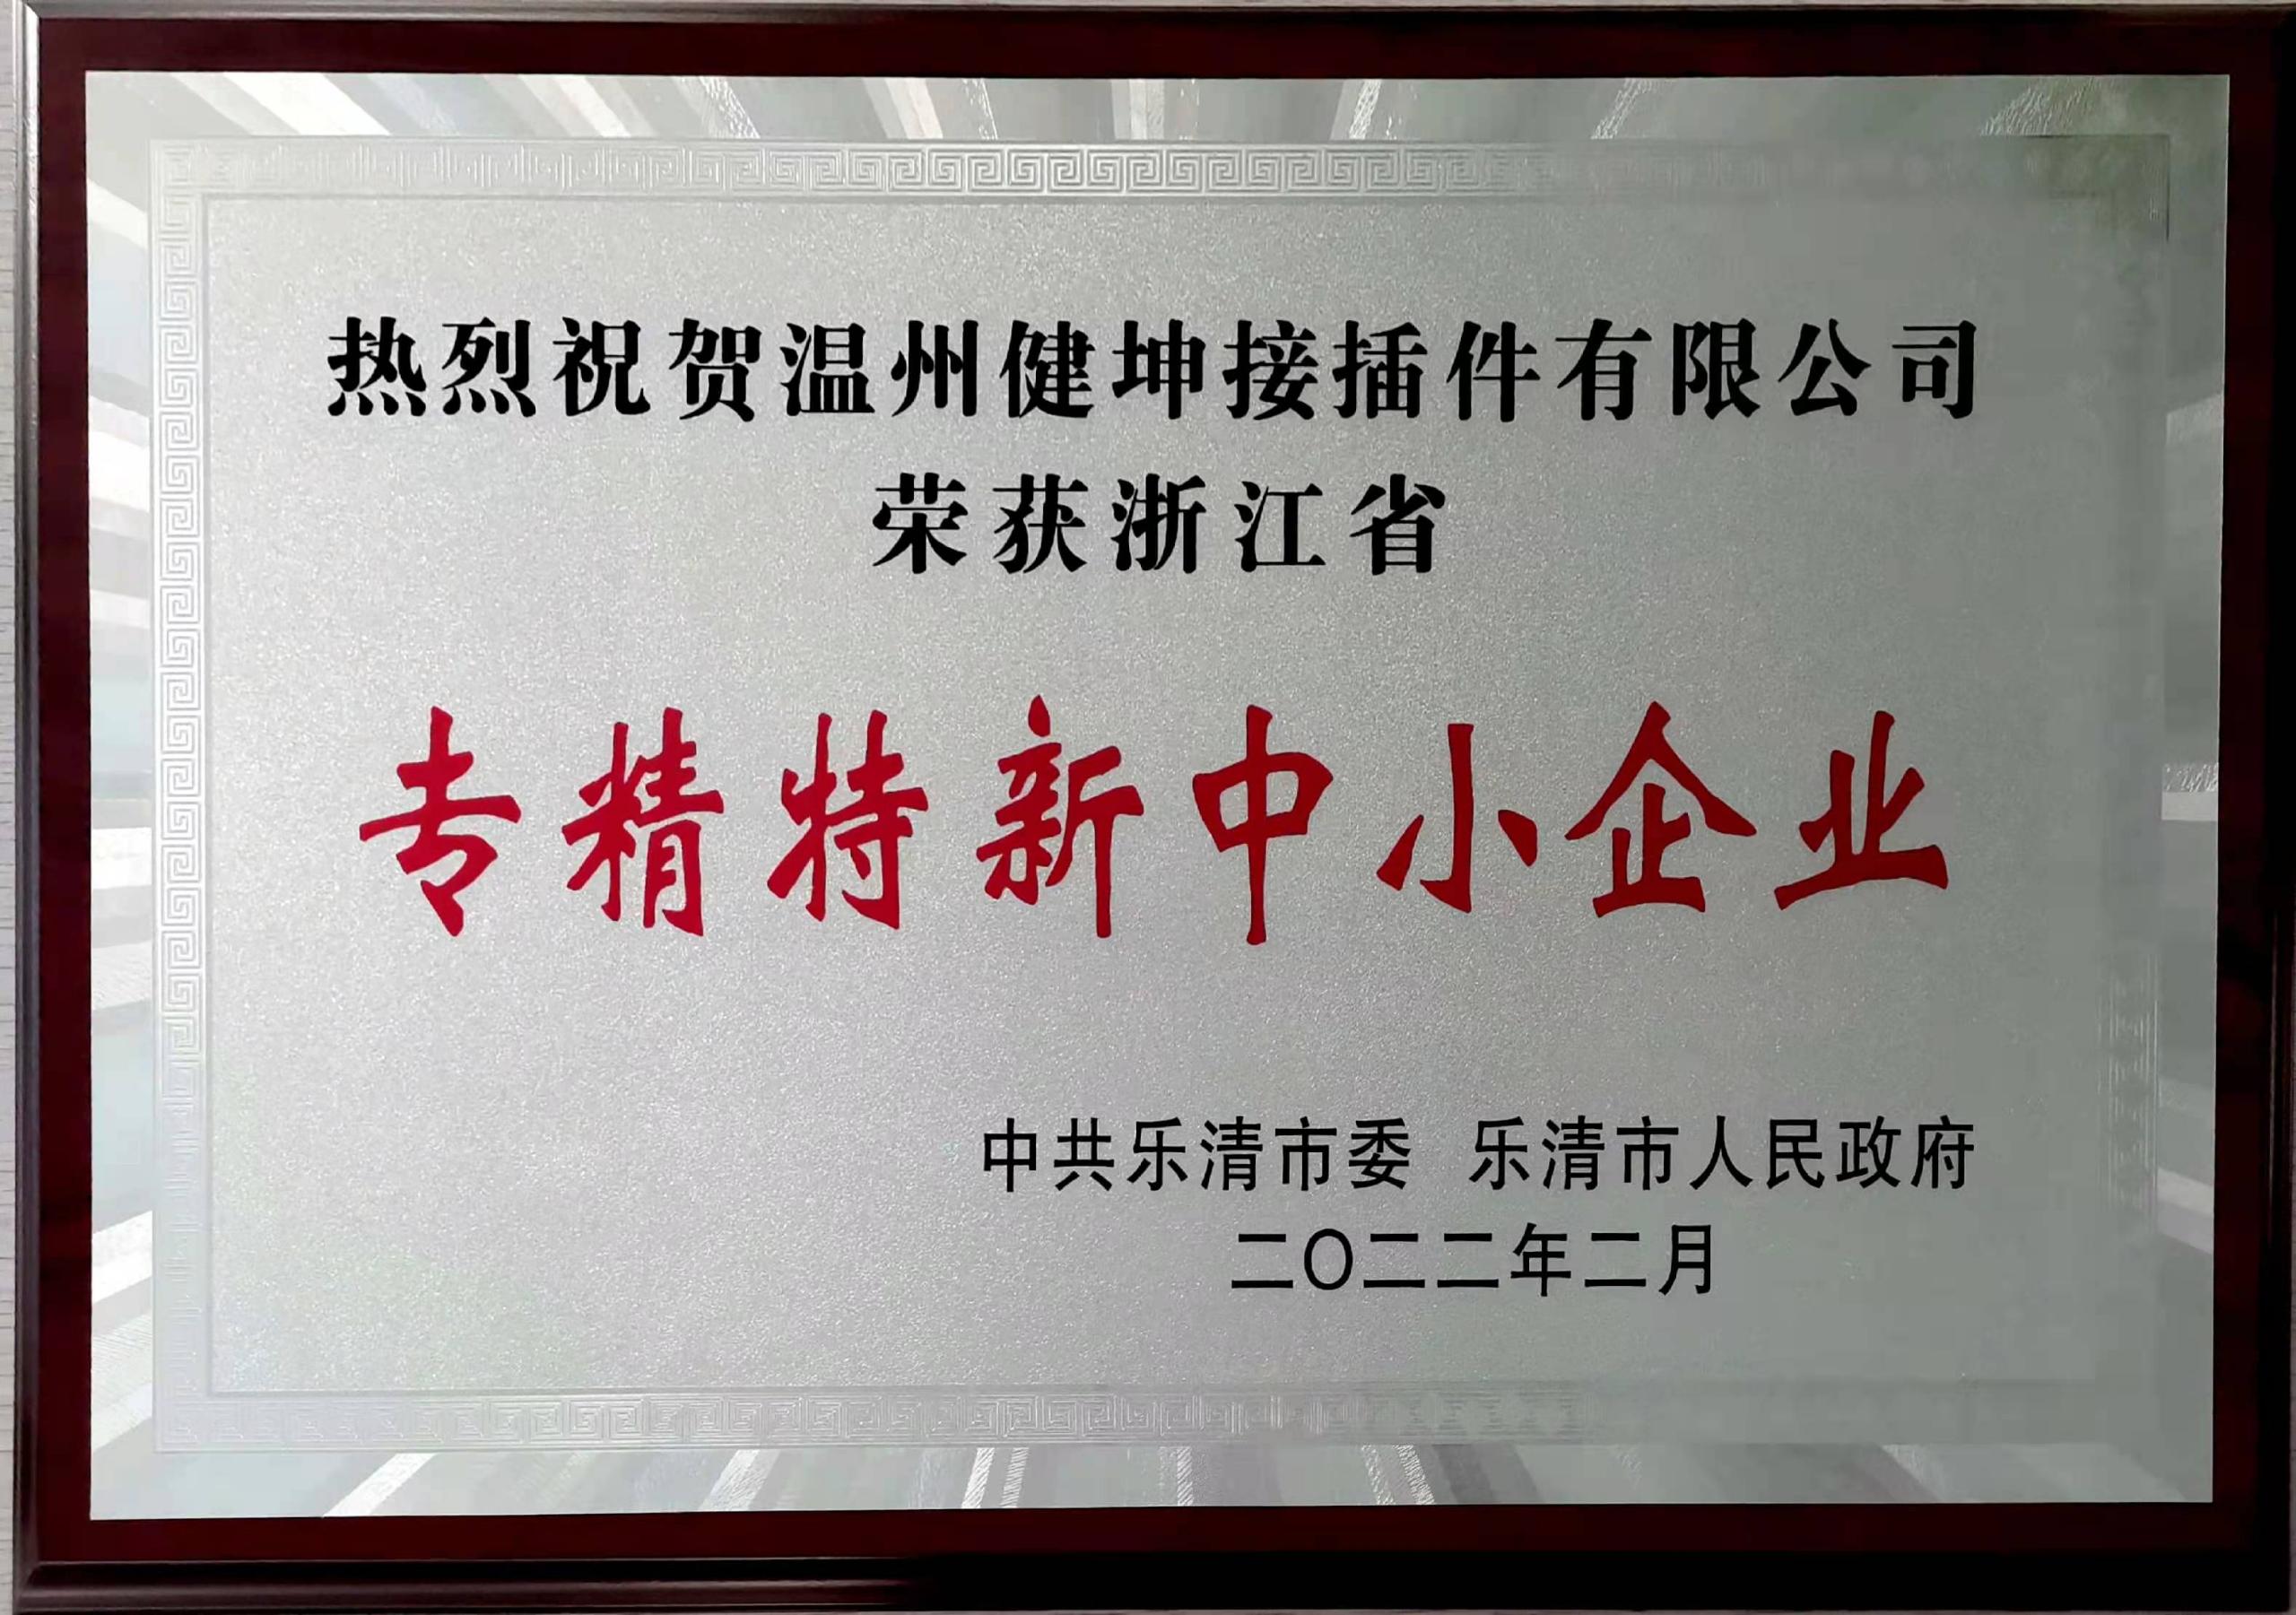 热烈祝贺温州健坤接插件有限公司
荣获浙江省
专精特新中小企业
中共乐清市委 乐清市人民政府
二〇二二年二月